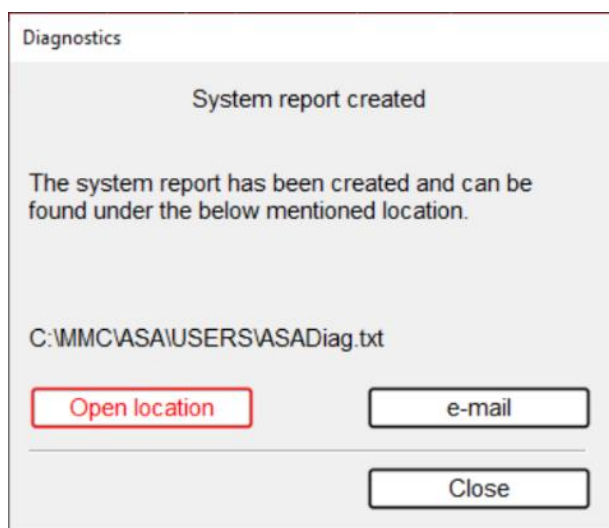 Diagnostics
System report created
The system report has been created and can be
found under the below mentioned location.
C:\MMC\ASA\USERS\ASADiag.txt
Open location
e-mail
Close